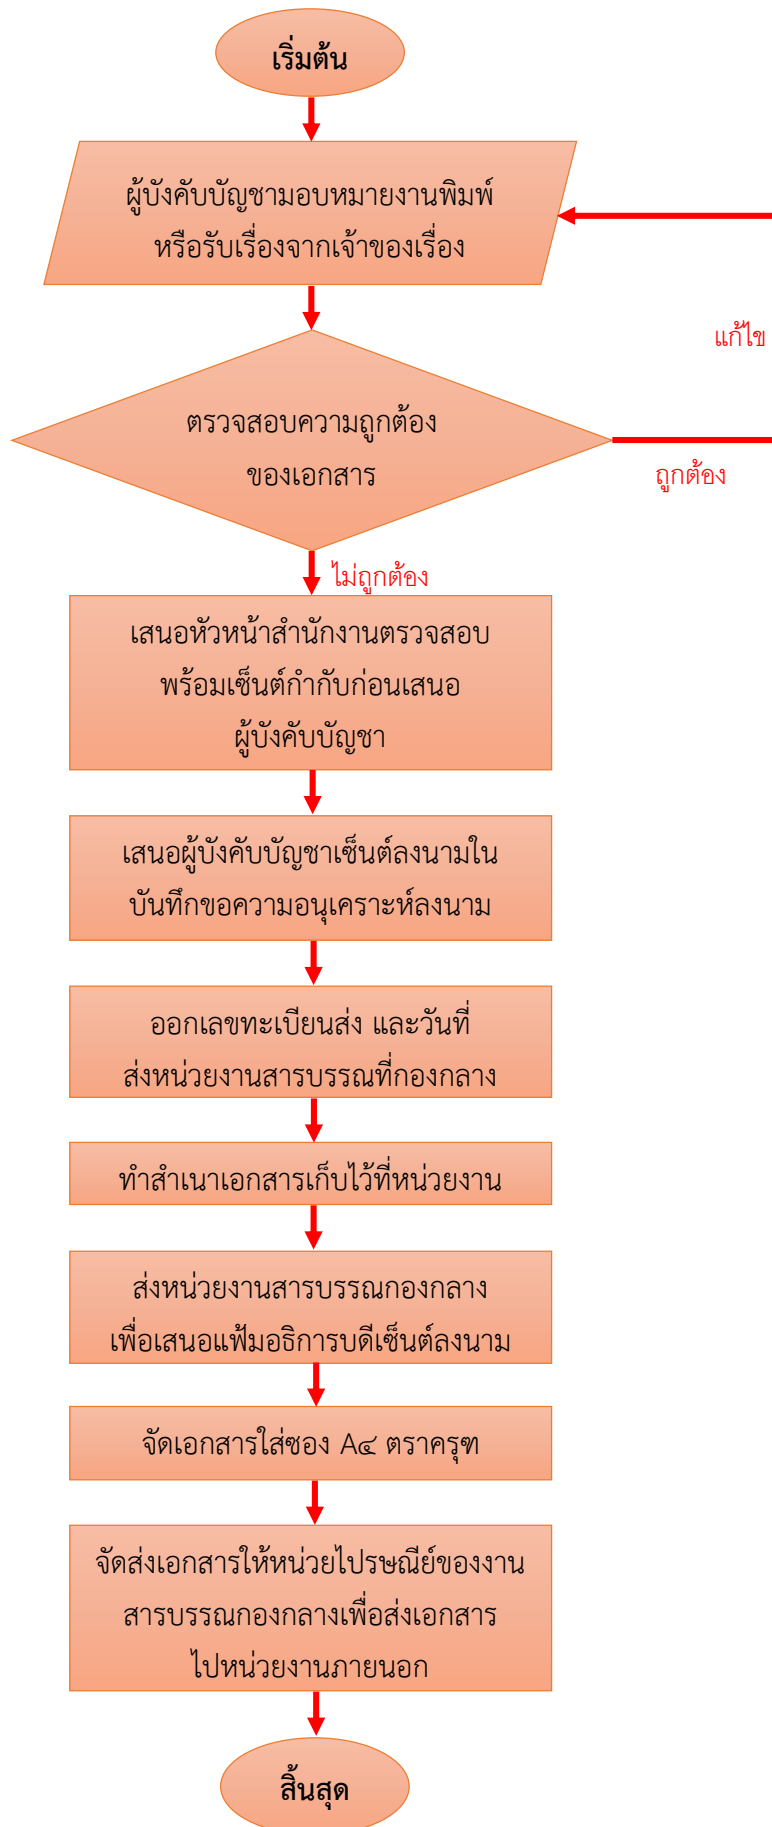 เริ่มต้น
ผู้บังคับบัญชามอบหมายงานพิมพ์
หรือรับเรื่องจากเจ้าของเรื่อง
แก้ไข
ตรวจสอบความถูกต้อง
ของเอกสาร
ถูกต้อง
ไม่ถูกต้อง
เสนอหัวหน้าสำนักงานตรวจสอบ
พร้อมเซ็นต์กำกับก่อนเสนอ
ผู้บังคับบัญชา
เสนอผู้บังคับบัญชาเซ็นต์ลงนามใน
บันทึกขอความอนุเคราะห์ลงนาม
ออกเลขทะเบียนส่ง และวันที่
ส่งหน่วยงานสารบรรณที่กองกลาง
ทำสำเนาเอกสารเก็บไว้ที่หน่วยงาน
ส่งหน่วยงานสารบรรณกองกลาง
เพื่อเสนอแฟ้มอธิการบดีเซ็นต์ลงนาม
จัดเอกสารใส่ซอง A๔ ตราครุฑ
จัดส่งเอกสารให้หน่วยไปรษณีย์ของงาน
สารบรรณกองกลางเพื่อส่งเอกสาร
ไปหน่วยงานภายนอก
สิ้นสุด